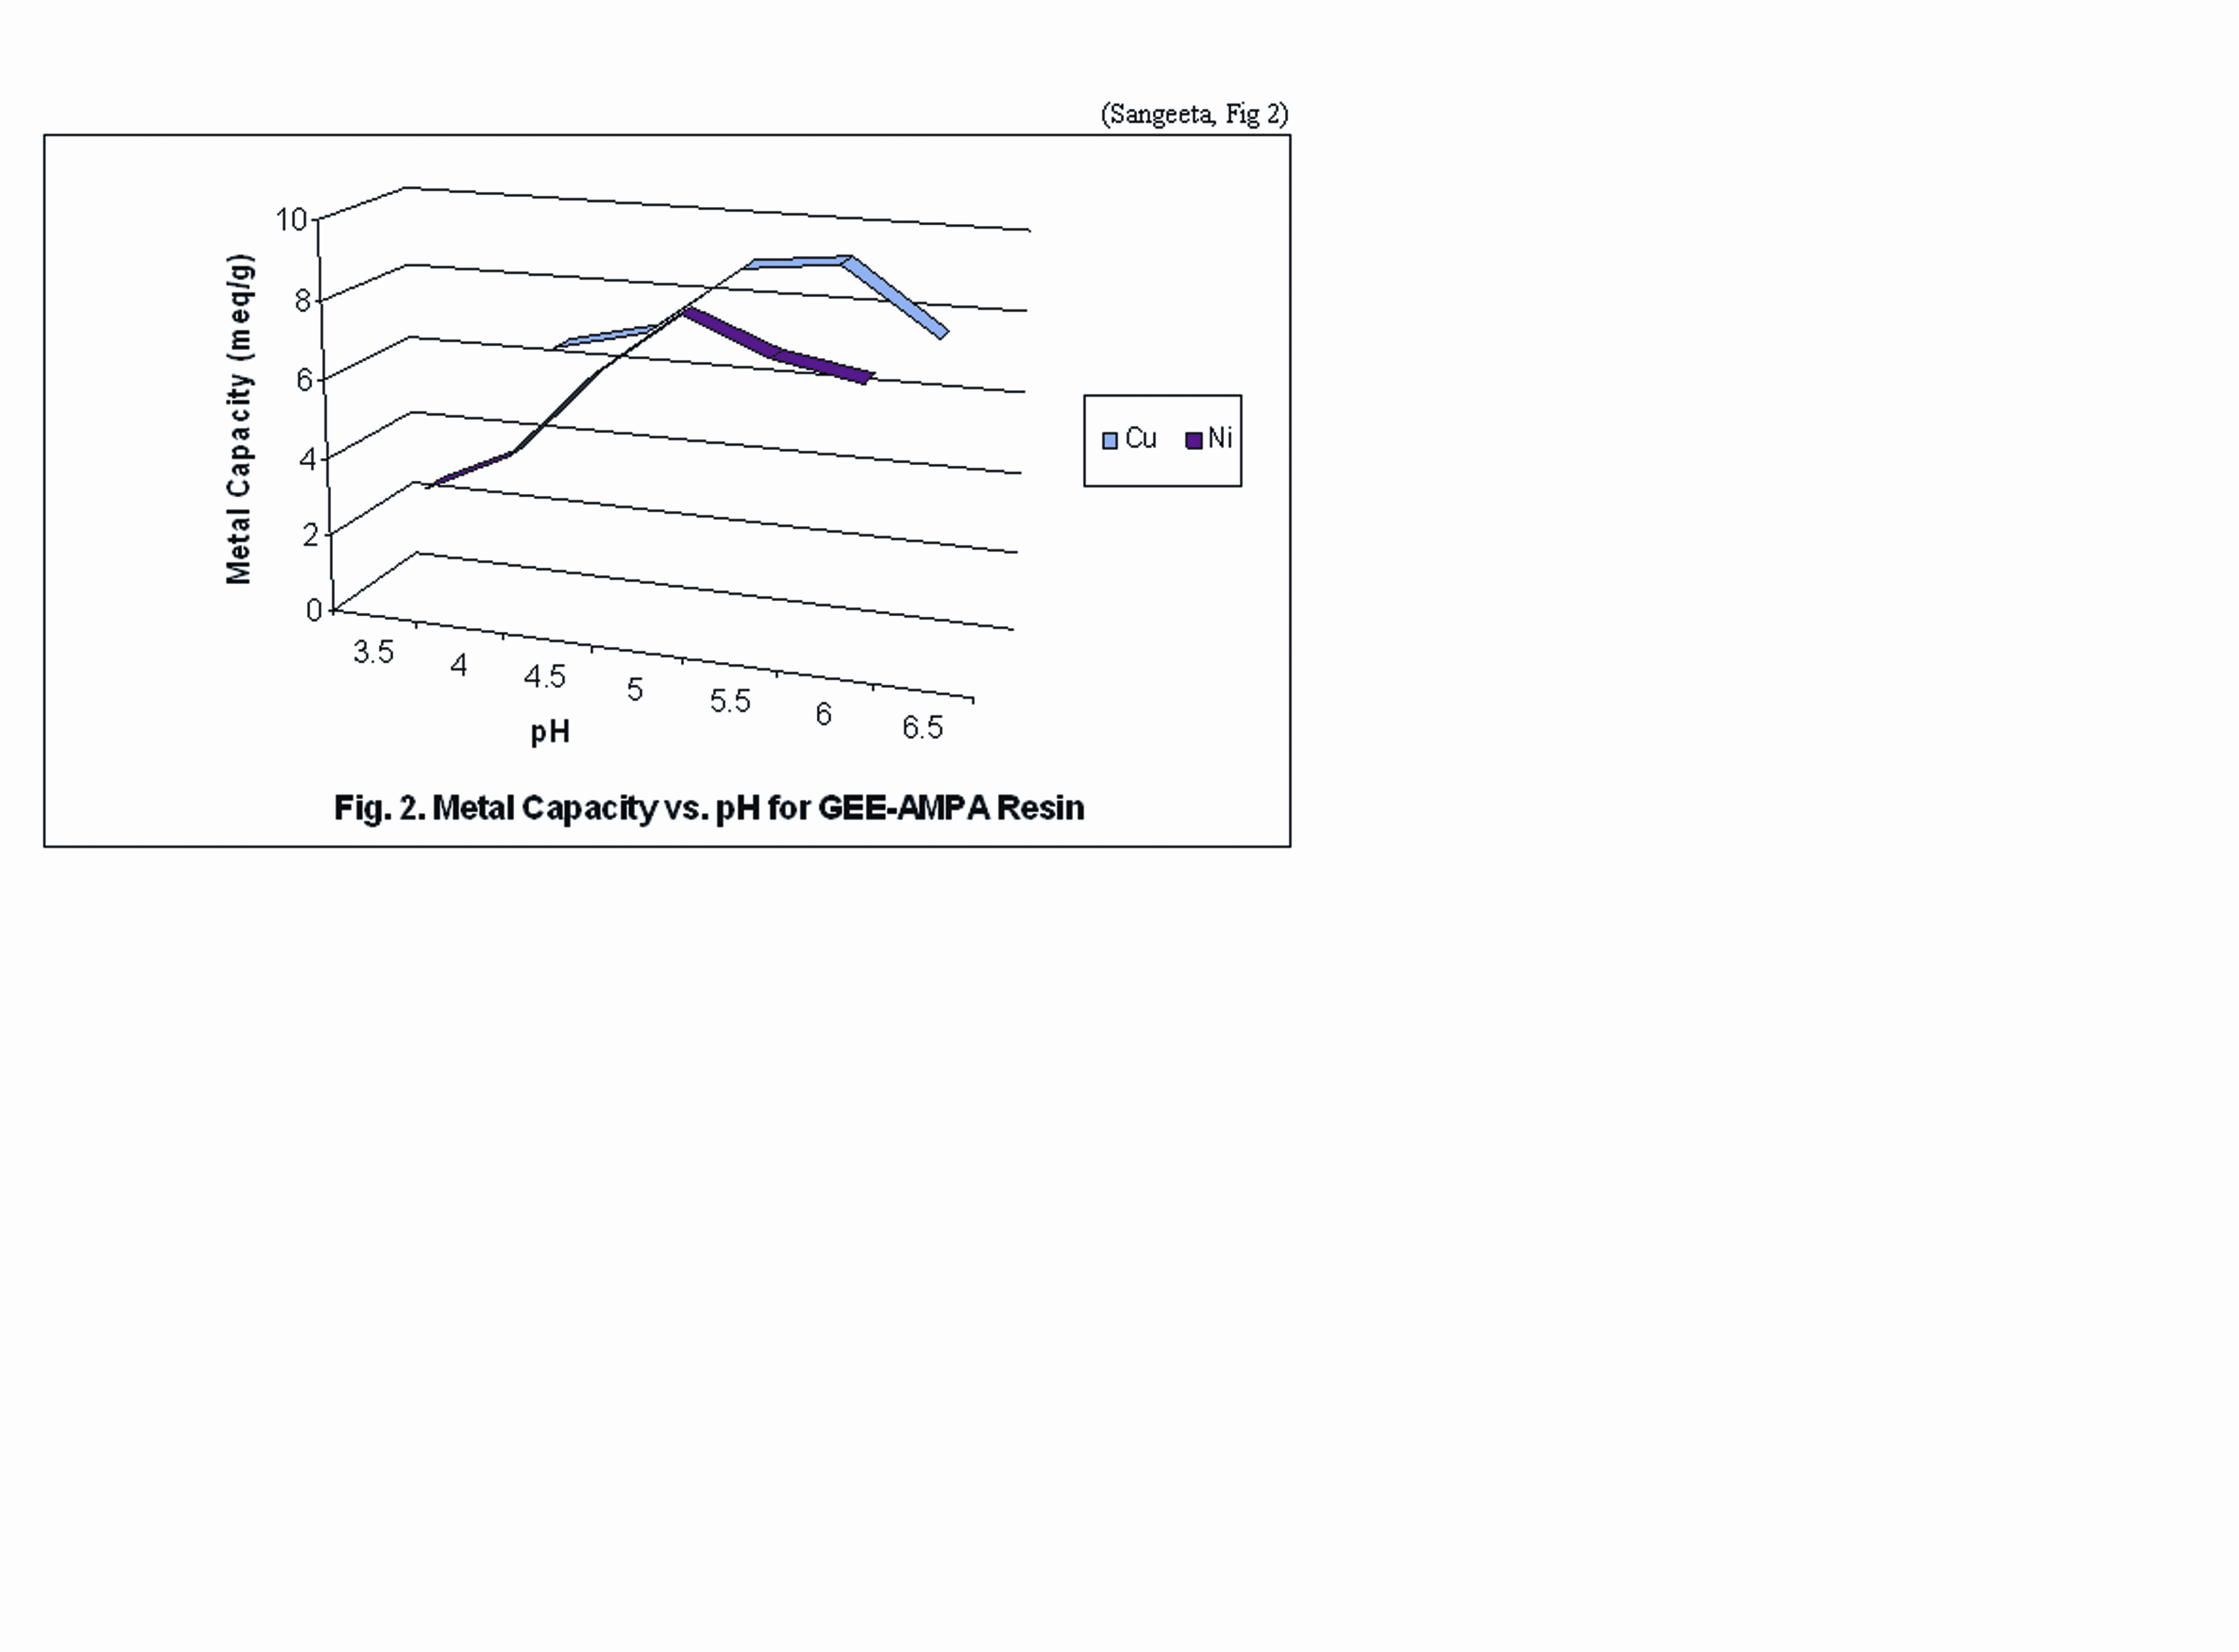 (Sangeeta, Fig 2)
10
8
6
4
2
0
Metal Capacity (meq/g)
3.5
4
4.5
5
5.5
6
6.5
pH
Cu Ni
Fig. 2. Metal Capacity vs. pH for GEE-AMPA Resin